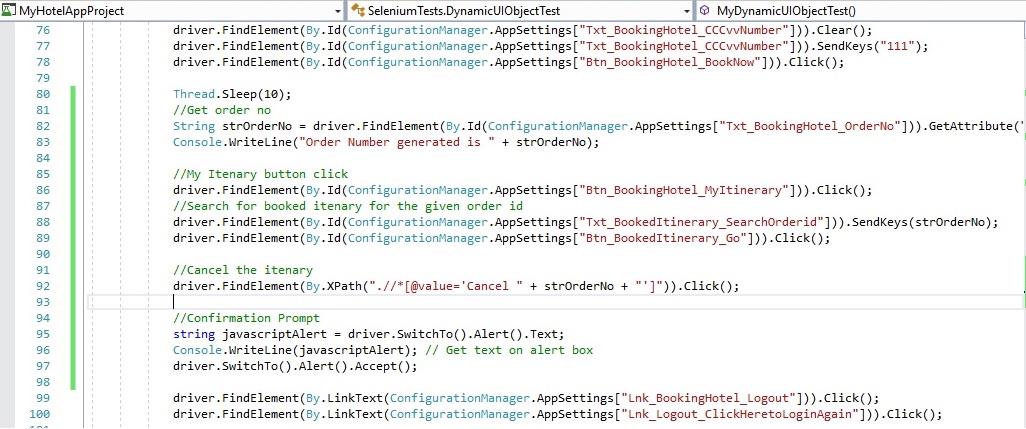 MyHotelAppProject SeleniumTests.DynamicUIObjectTest MyDynamicUIObjectTest()
76 driver.FindElement(By.Id(ConfigurationManager.AppSettings["Txt_BookingHotel_CCCvvNumber"])).Clear();
77 driver.FindElement(By.Id(ConfigurationManager.AppSettings["Txt_BookingHotel_CCCvvNumber"])).SendKeys("111");
78 driver.FindElement(By.Id(ConfigurationManager.AppSettings["Btn_BookingHotel_BookNow"])).Click();
79
80 Thread.Sleep(10);
81 //Get order no
82 String strOrderNo = driver.FindElement(By.Id(ConfigurationManager.AppSettings["Txt_BookingHotel_OrderNo"])).GetAttribute("
83 Console.WriteLine("Order Number generated is " + strOrderNo);
84
85 //My Itenary button click
86 driver.FindElement(By.Id(ConfigurationManager.AppSettings["Btn_BookingHotel_MyItinerary"])).Click();
87 //Search for booked itenary for the given order id
88 driver.FindElement(By.Id(ConfigurationManager.AppSettings["Txt_BookedItinerary_SearchOrderid"])).SendKeys(strOrderNo);
89 driver.FindElement(By.Id(ConfigurationManager.AppSettings["Btn_BookedItinerary_Go"])).Click();
90
91 //Cancel the itenary
92 driver.FindElement(By.XPath(".//*[@value='Cancel " + strOrderNo + "']")).Click();
93
94 //Confirmation Prompt
95 string javascriptAlert = driver.SwitchTo().Alert().Text;
96 Console.WriteLine(javascriptAlert); // Get text on alert box
97 driver.SwitchTo().Alert().Accept();
98
99 driver.FindElement(By.LinkText(ConfigurationManager.AppSettings["Lnk_BookingHotel_Logout"])).Click();
100 driver.FindElement(By.LinkText(ConfigurationManager.AppSettings["Lnk_Logout_ClickHeretoLoginAgain"])).Click();